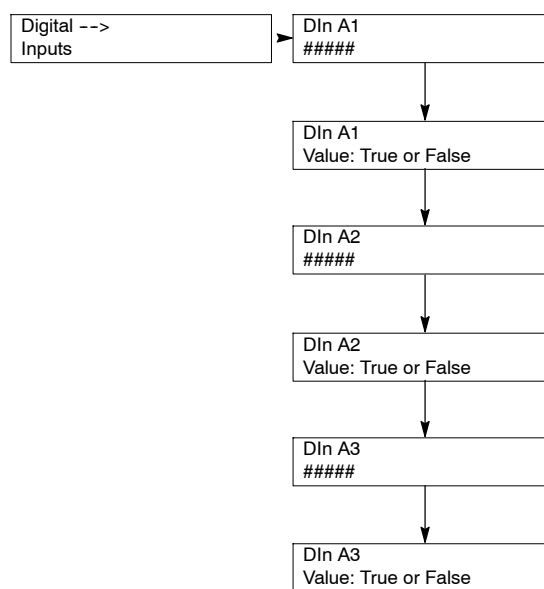 Digital -->
Inputs
DIn A1
#####
DIn A1
Value: True or False
DIn A2
#####
DIn A2
Value: True or False
DIn A3
#####
DIn A3
Value: True or False